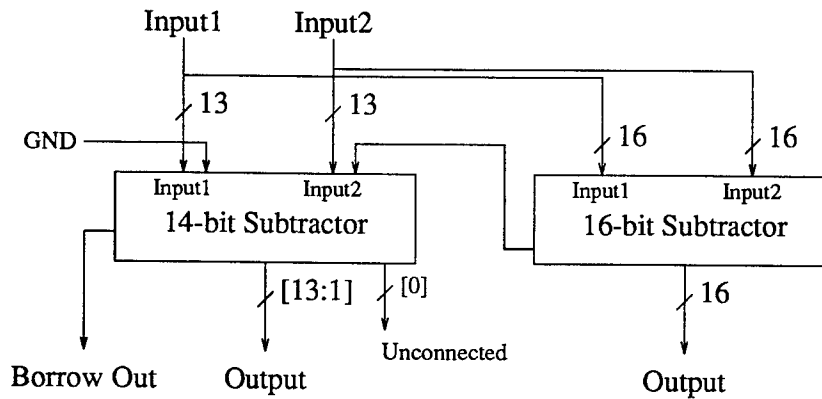 Input1 Input2
13 13
16 16
GND
Input1 Input2
14-bit Subtractor
Input1 Input2
16-bit Subtractor
[13:1] [0]
16
Unconnected
Borrow Out Output
Output